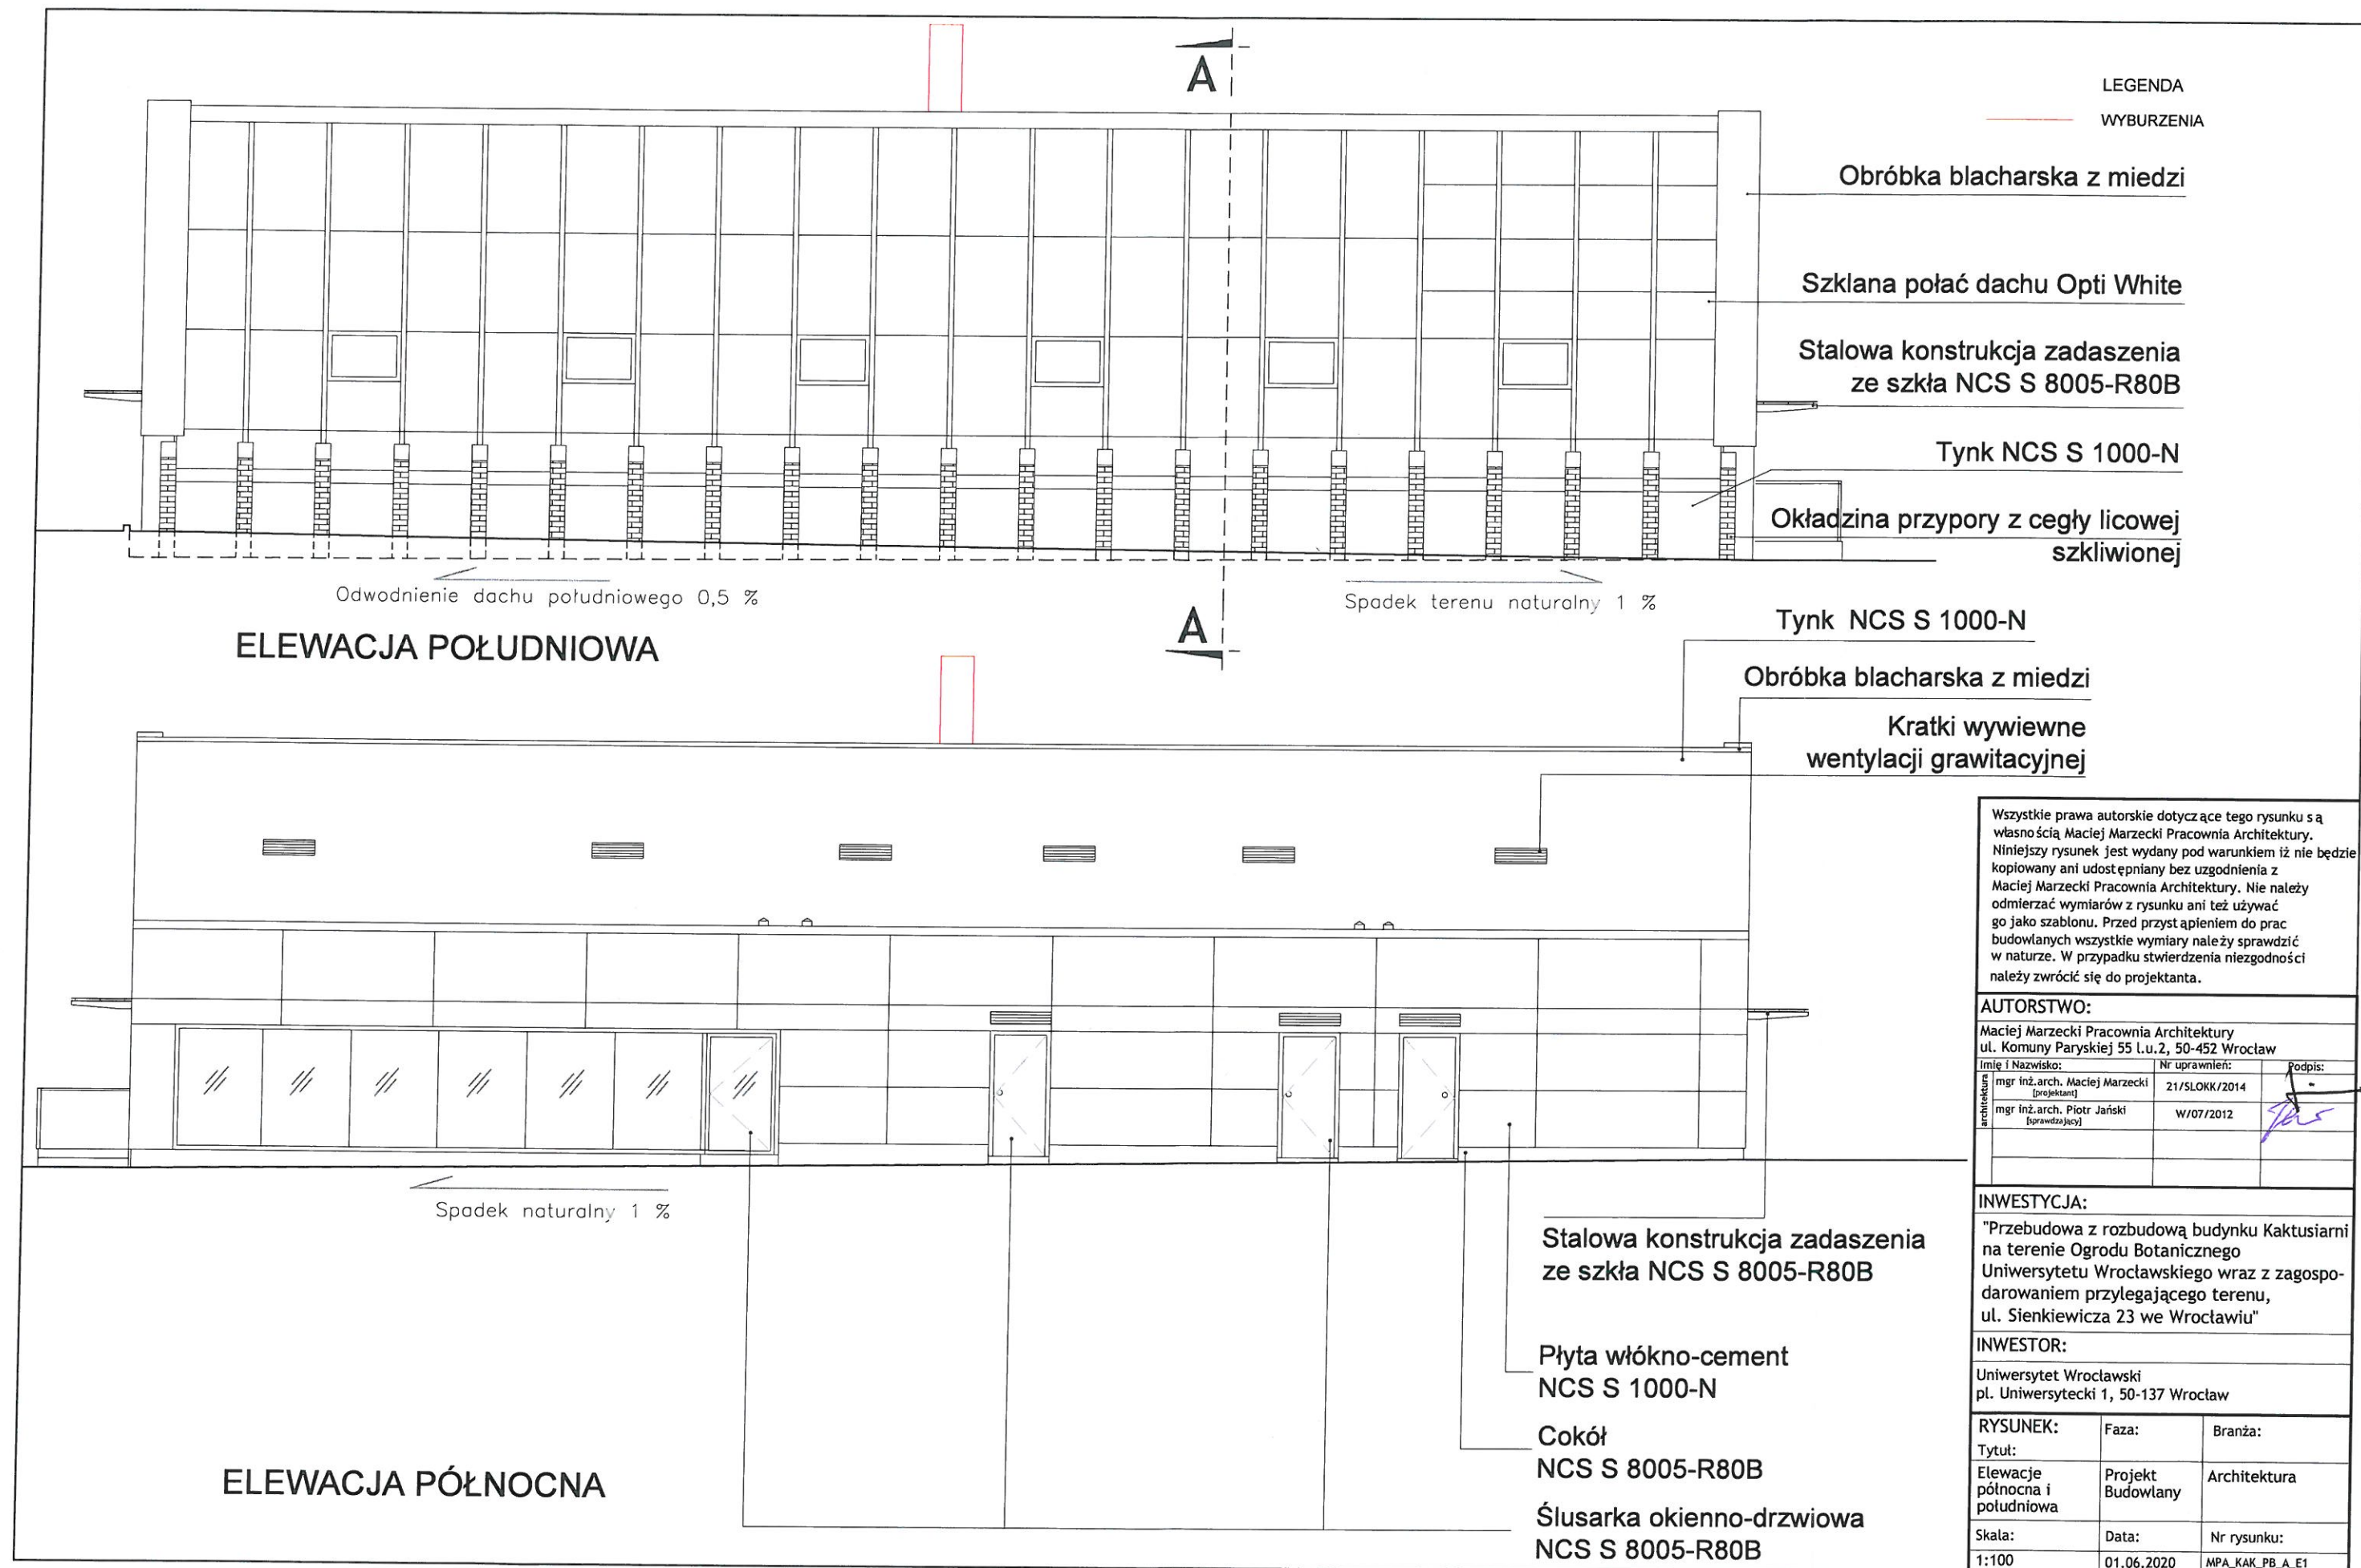 A
LEGENDA
WYBURZENIA
Obróbka blacharska z miedzi
Szklana połać dachu Opti White
Stalowa konstrukcja zadaszenia
ze szkła NCS S 8005-R80B
Tynk NCS S 1000-N
Okładzina przypory z cegły licowej
szkliwionej
Odwodnienie dachu południowego 0,5 %
Spadek terenu naturalny 1 %
ELEWACJA POŁUDNIOWA
A
Tynk NCS S 1000-N
Obróbka blacharska z miedzi
Kratki wywiewne
wentylacji grawitacyjnej
Spadek naturalny 1 %
Stalowa konstrukcja zadaszenia
ze szkła NCS S 8005-R80B
Płyta włókno-cement
NCS S 1000-N
Cokół
NCS S 8005-R80B
Ślusarka okienno-drzwiowa
NCS S 8005-R80B
ELEWACJA PÓŁNOCNA
Wszystkie prawa autorskie dotyczące tego rysunku są
własnością Maciej Marzecki Pracownia Architektury.
Niniejszy rysunek jest wydany pod warunkiem iż nie będzie
kopiowany ani udostępniany bez uzgodnienia z
Maciej Marzecki Pracownia Architektury. Nie należy
odmierzać wymiarów z rysunku ani też używać
go jako szablonu. Przed przystąpieniem do prac
budowlanych wszystkie wymiary należy sprawdzić
w naturze. W przypadku stwierdzenia niezgodności
należy zwrócić się do projektanta.
AUTORSTWO:
Maciej Marzecki Pracownia Architektury
ul. Komuny Paryskiej 55 l.u.2, 50-452 Wrocław
Imię i Nazwisko: Nr uprawnień: Podpis:
architektura
mgr inż.arch. Maciej Marzecki 21/SLOKK/2014
[projektant]
mgr inż.arch. Piotr Jański W/07/2012
[sprawdzający]
INWESTYCJA:
"Przebudowa z rozbudową budynku Kaktusiarni
na terenie Ogrodu Botanicznego
Uniwersytetu Wrocławskiego wraz z zagospo-
darowaniem przylegającego terenu,
ul. Sienkiewicza 23 we Wrocławiu"
INWESTOR:
Uniwersytet Wrocławski
pl. Uniwersytecki 1, 50-137 Wrocław
RYSUNEK: Faza: Branża:
Tytuł:
Elewacje Projekt Architektura
północna i Budowlany
południowa
Skala: Data: Nr rysunku:
1:100 01.06.2020 MPA_KAK_PB_A_E1